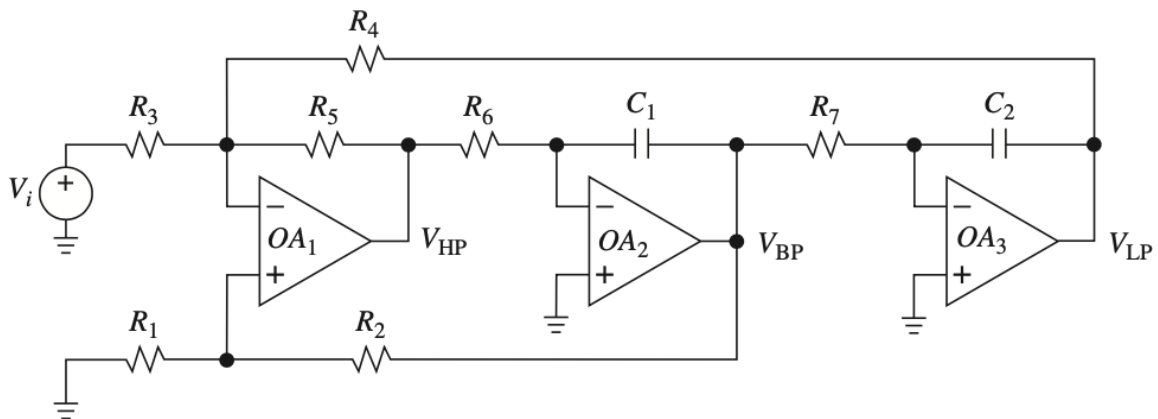 R4
R3
R5
R6
C1
R7
C2
Vi
+
−
OA1
+
VHP
−
OA2
+
VBP
−
OA3
+
VLP
R1
R2